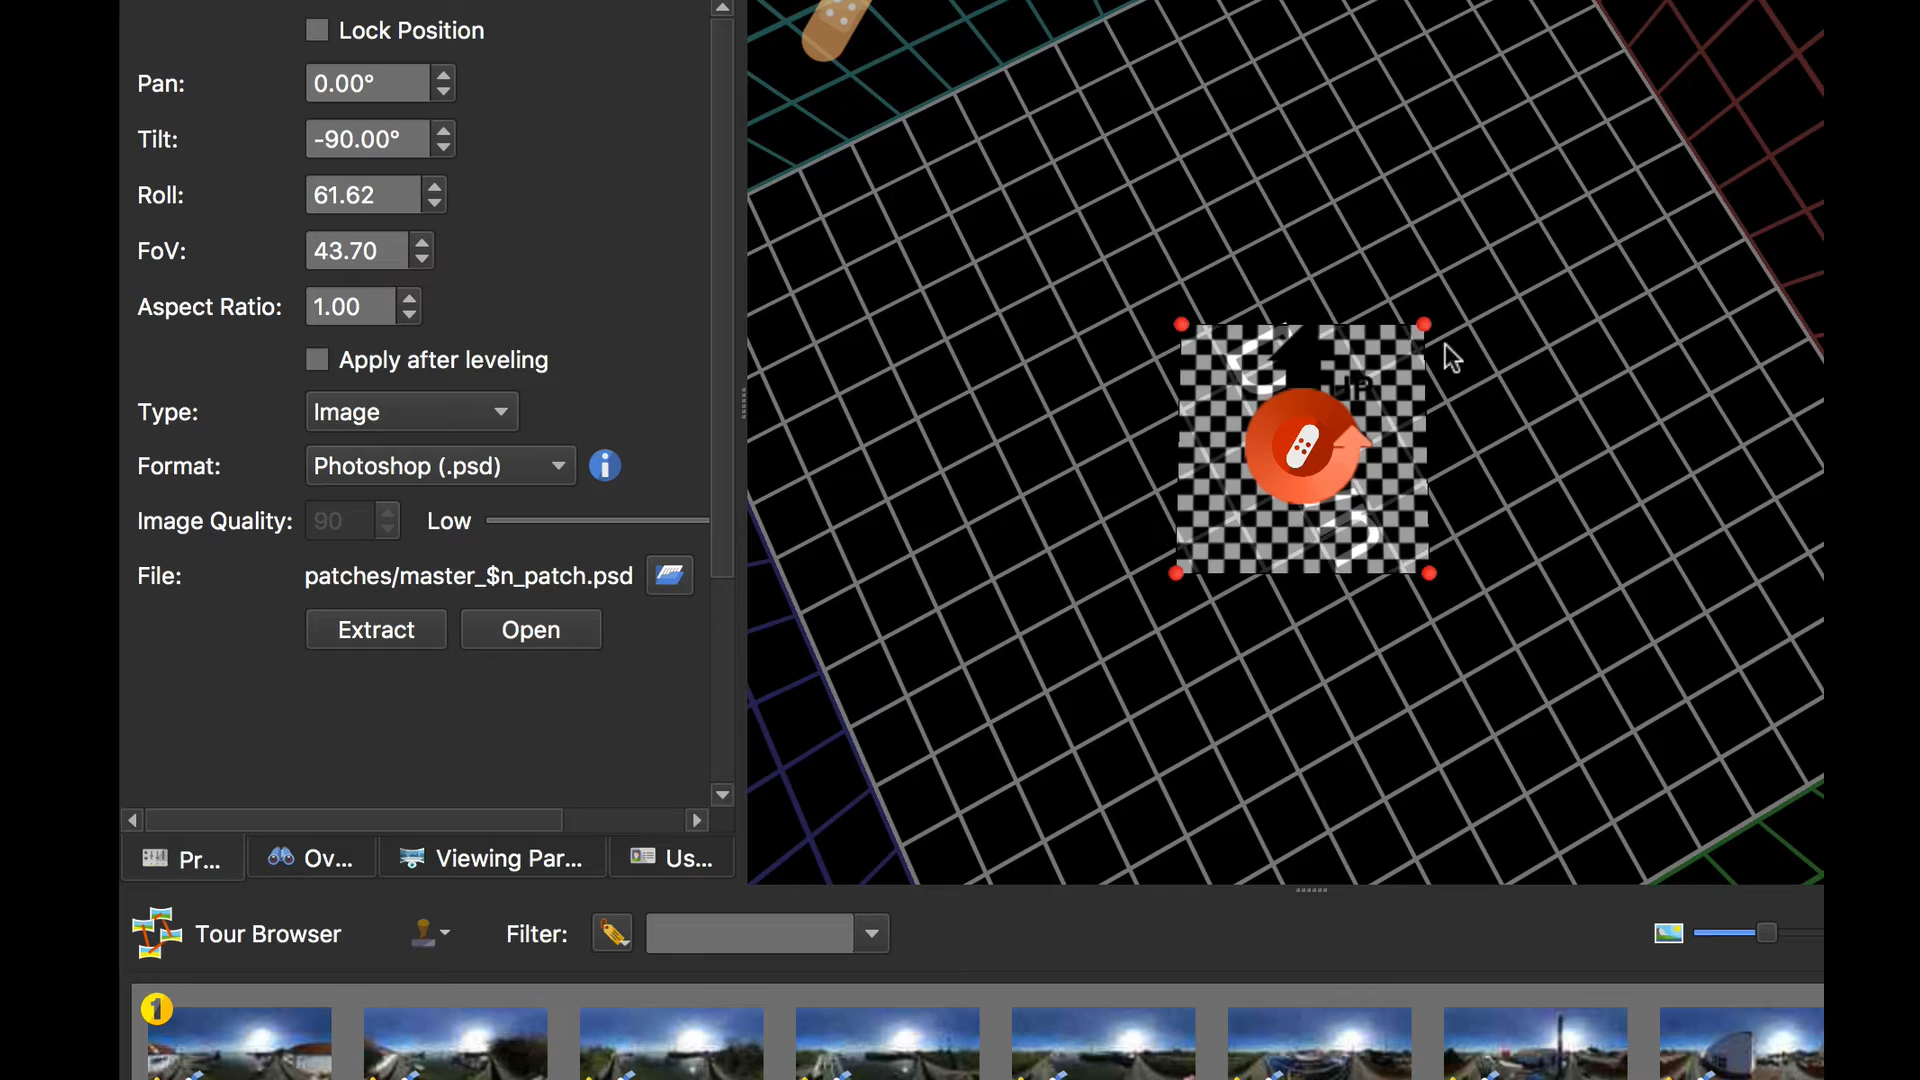 Lock Position
Pan: 0.00°
Tilt: -90.00°
Roll: 61.62
FoV: 43.70
Aspect Ratio: 1.00
Apply after leveling
Type: Image
Format: Photoshop (.psd)
Image Quality: 90 Low
File: patches/master_$n_patch.psd
Extract Open
Pr... Ov... Viewing Par... Us...
Tour Browser Filter:
1